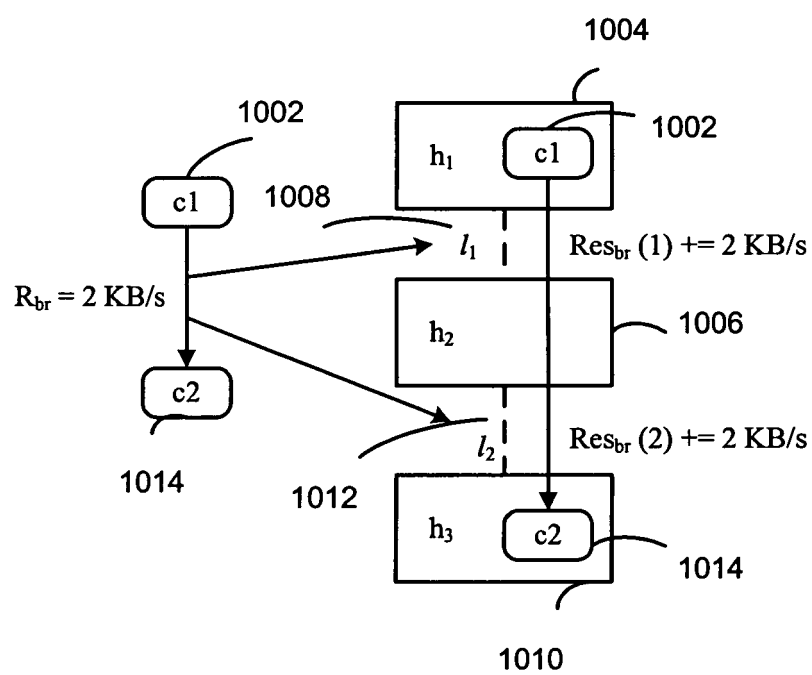 1004
1002
1002
c1
h1
c1
1008
l1
Resbr (1) += 2 KB/s
Rbr = 2 KB/s
h2
1006
c2
l2
Resbr (2) += 2 KB/s
1014
1012
h3
c2
1014
1010